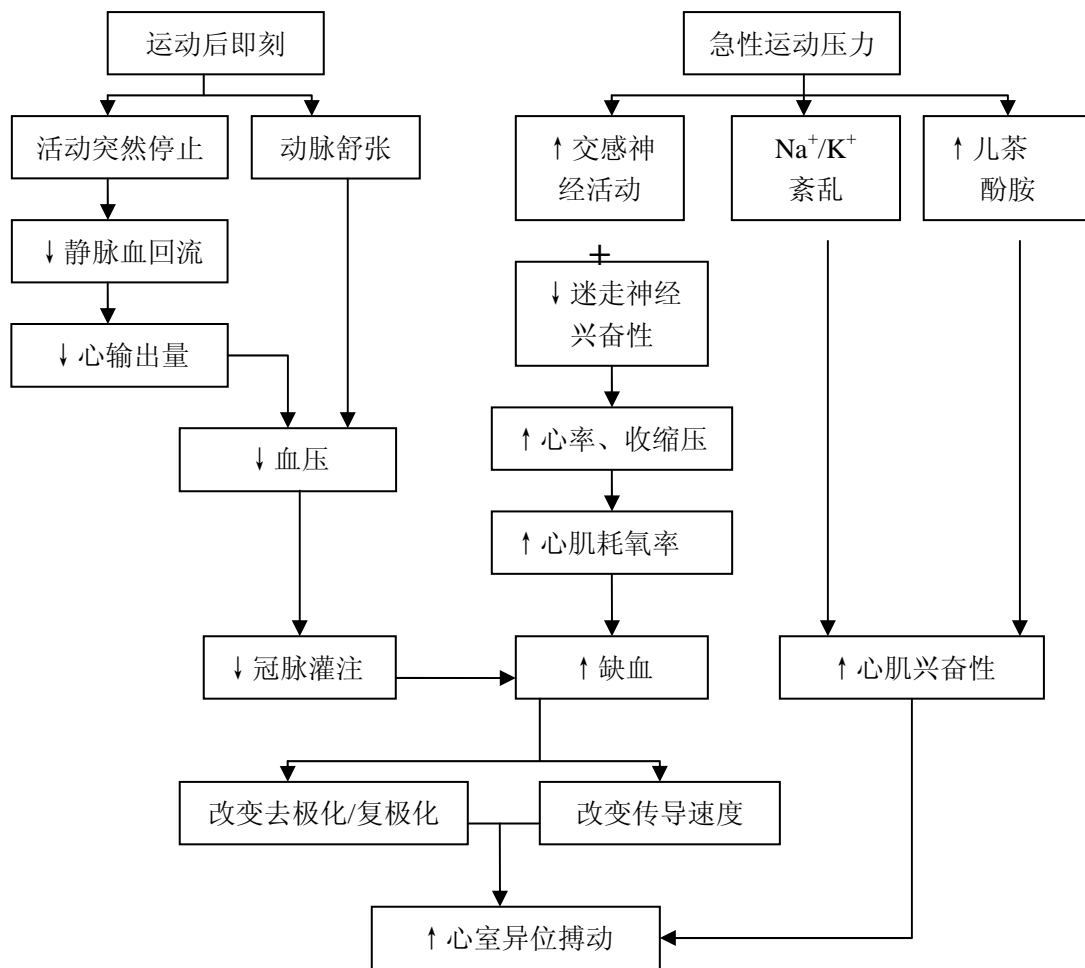 运动后即刻
急性运动压力
活动突然停止
动脉舒张
↑交感神
经活动
Na⁺/K⁺
紊乱
↑儿茶
酚胺
↓静脉血回流
+
↓迷走神经
兴奋性
↓心输出量
↑心率、收缩压
↓血压
↑心肌耗氧率
↓冠脉灌注
↑缺血
↑心肌兴奋性
改变去极化/复极化
改变传导速度
↑心室异位搏动